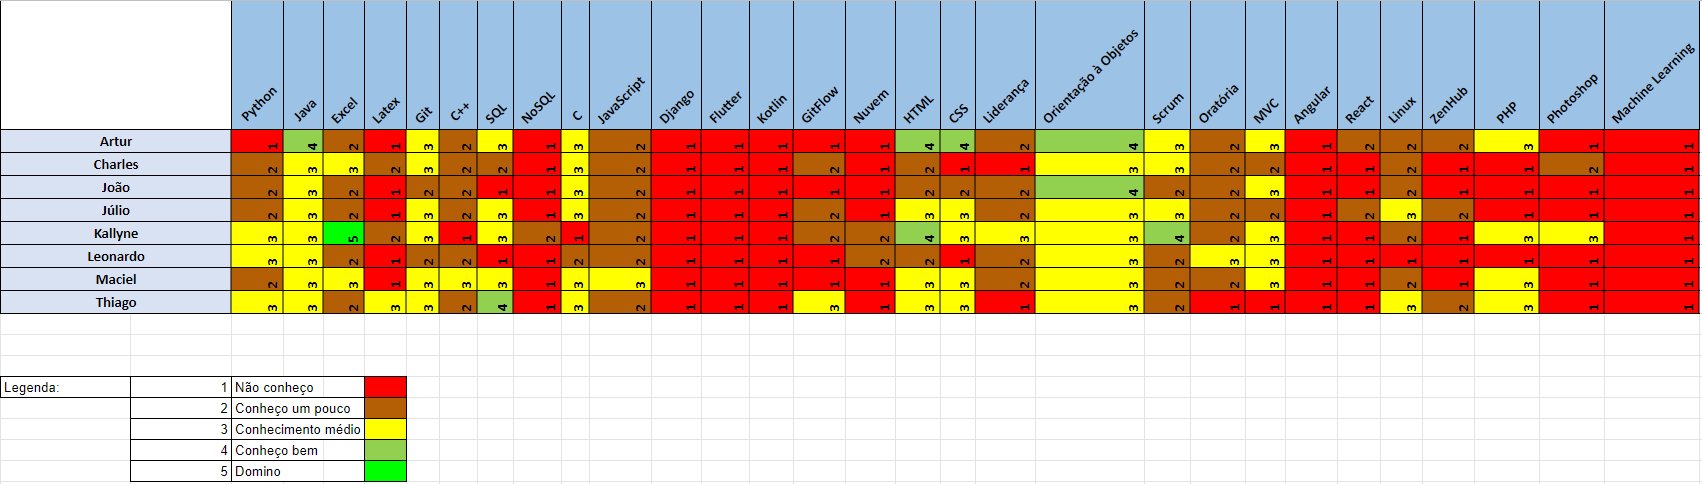 Python Java Excel Latex Git C++ SQL NoSQL C JavaScript Django Flutter Kotlin GitFlow Nuvem HTML CSS Liderança Orientação à Objetos Scrum Oratória MVC Angular React Linux ZenHub PHP Photoshop Machine Learning
Artur 1 4 2 1 3 2 3 1 3 2 1 1 1 1 1 4 4 2 4 3 2 3 1 2 2 2 3 1 1
Charles 2 3 3 2 3 2 2 1 3 2 1 1 1 2 1 2 1 1 3 3 2 2 1 1 2 1 1 2 1
João 2 3 2 1 2 2 1 1 3 2 1 1 1 1 1 2 2 2 4 2 2 3 1 1 2 1 1 1 1
Júlio 2 3 2 1 3 2 3 1 3 2 1 1 1 2 1 3 3 2 3 3 2 2 1 2 3 2 1 1 1
Kallyne 3 3 5 2 3 1 3 2 1 2 1 1 1 2 2 4 3 3 3 4 2 3 1 1 2 1 3 3 1
Leonardo 3 3 2 1 2 2 1 1 2 2 1 1 1 1 2 2 1 2 3 2 3 3 1 1 1 1 1 1 1
Maciel 2 3 3 1 3 3 3 1 3 3 1 1 1 1 1 3 3 2 3 2 2 3 1 1 2 1 3 1 1
Thiago 3 3 2 3 3 2 4 1 3 2 1 1 1 3 1 3 3 1 3 2 1 1 1 1 3 2 3 1 1
Legenda: 1 Não conheço
2 Conheço um pouco
3 Conhecimento médio
4 Conheço bem
5 Domino